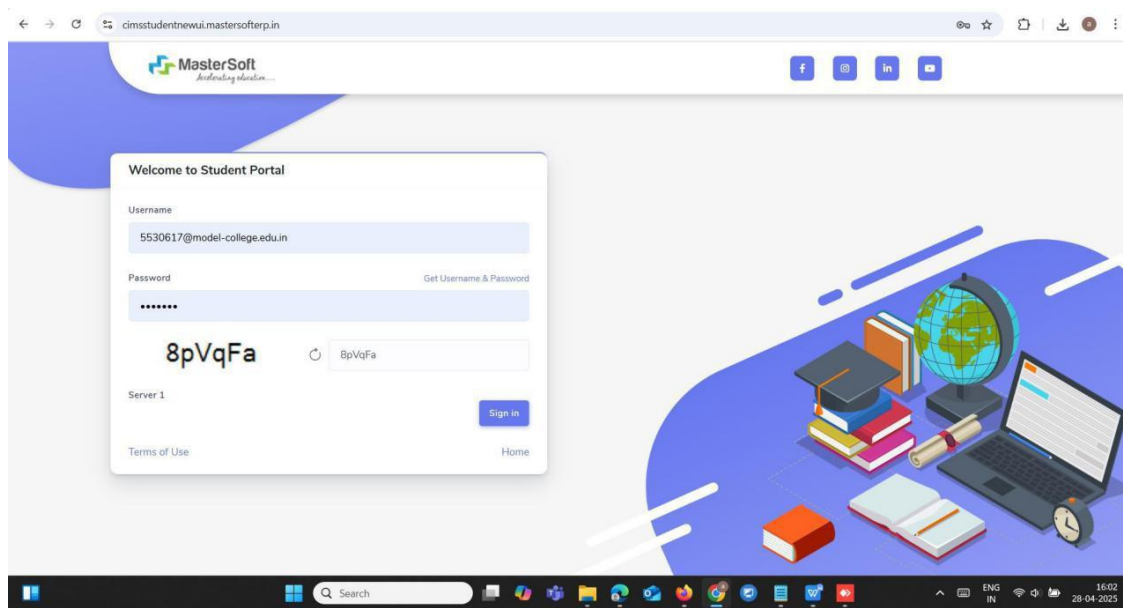 cimsstudentnewui.mastersofterp.in
a
MasterSoft
Accelerating education....
f
in
Welcome to Student Portal
Username
5530617@model-college.edu.in
Password
Get Username & Password
•••••••
8pVqFa
8pVqFa
Server 1
Sign in
Terms of Use
Home
Search
ENG
IN
16:02
28-04-2025